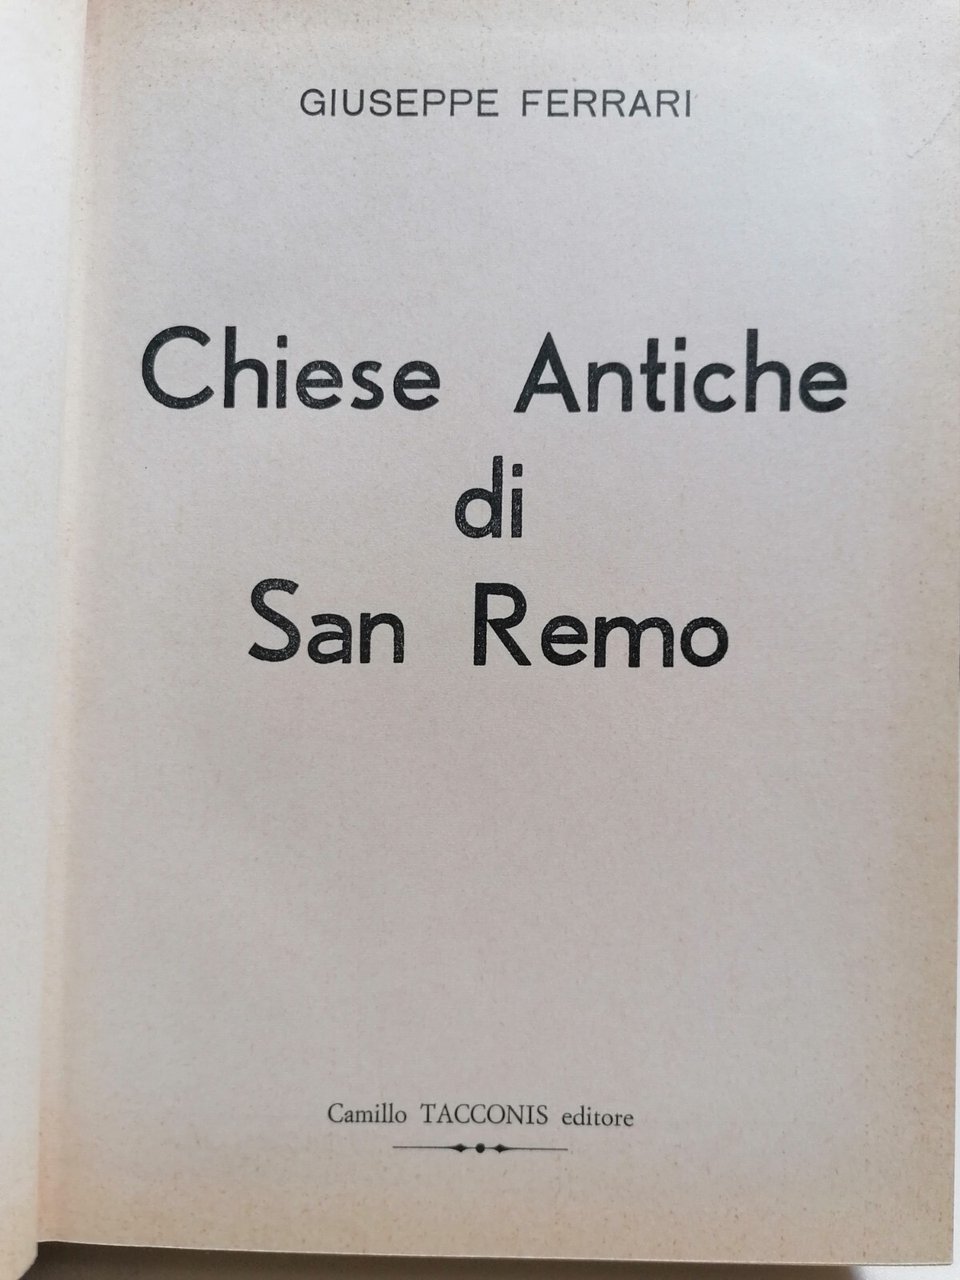 GIUSEPPE FERRARI
Chiese Antiche
di
San Remo
Camillo TACCONIS editore